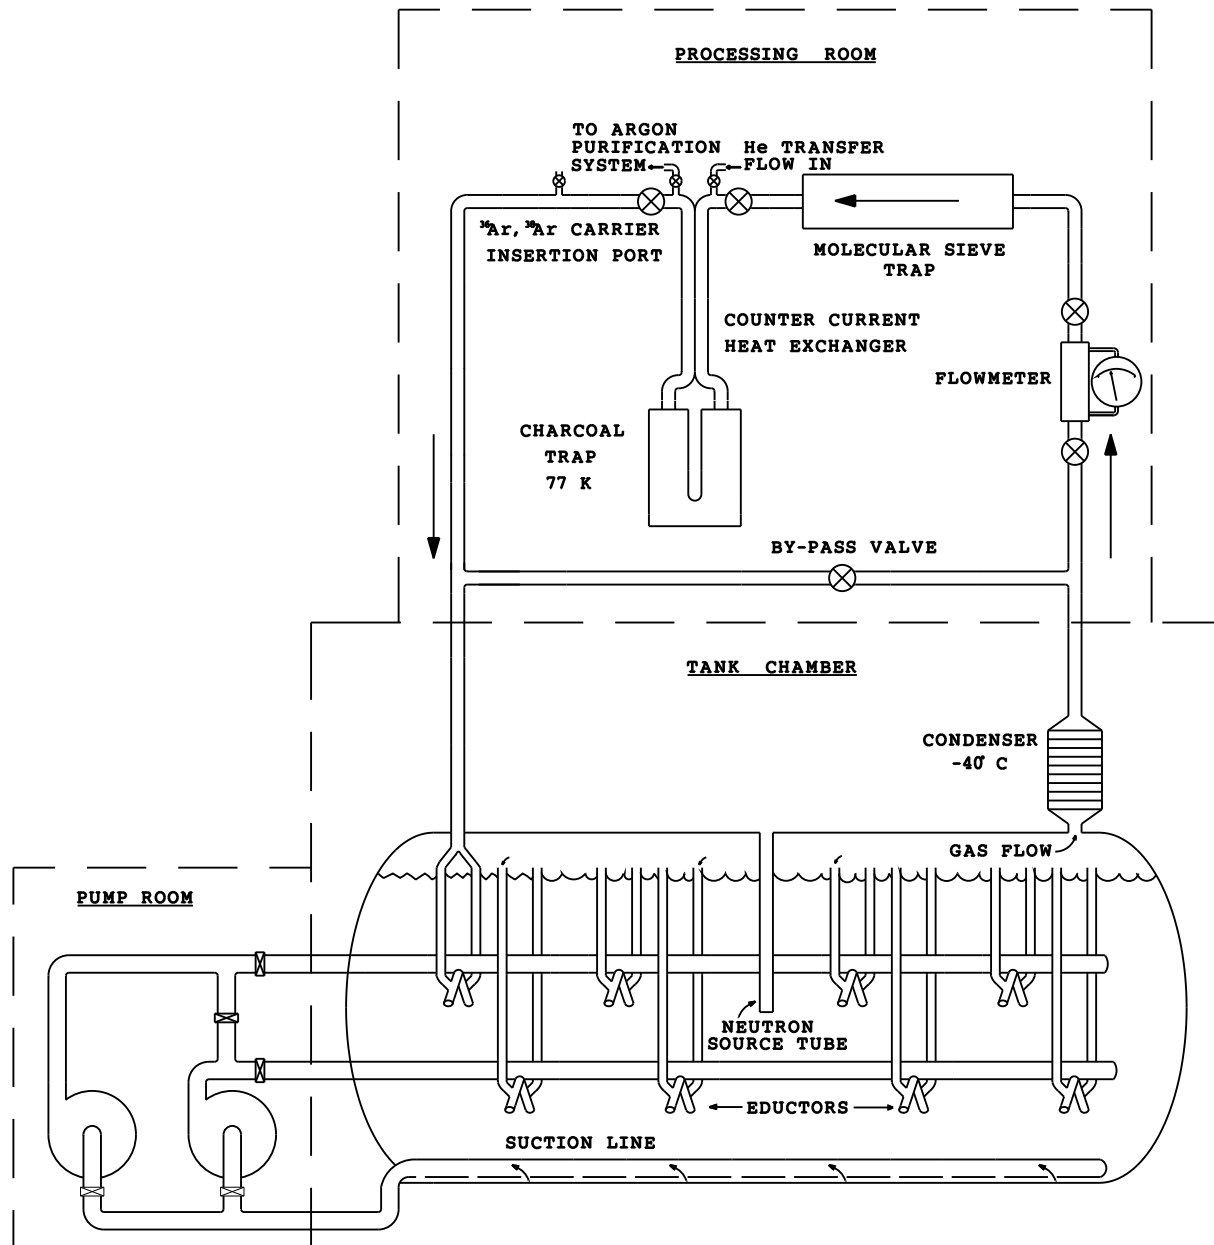 PROCESSING ROOM
TO ARGON
PURIFICATION
SYSTEM
He TRANSFER
FLOW IN
³⁶Ar, ³⁸Ar CARRIER
INSERTION PORT
MOLECULAR SIEVE
TRAP
COUNTER CURRENT
HEAT EXCHANGER
FLOWMETER
CHARCOAL
TRAP
77 K
BY-PASS VALVE
TANK CHAMBER
CONDENSER
-40° C
GAS FLOW
PUMP ROOM
NEUTRON
SOURCE TUBE
EDUCTORS
SUCTION LINE